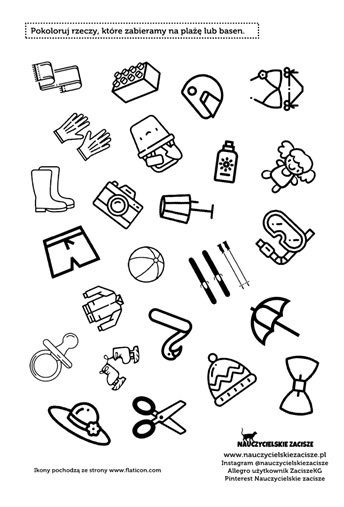 Pokoloruj rzeczy, które zabieramy na plażę lub basen.
NAUCZYCIELSKIE ZACISZE
www.nauczycielskiezacisze.pl
Instagram @nauczycielskiezacisze
Allegro użytkownik ZaciszeKG
Pinterest Nauczycielskie zacisze
Ikony pochodzą ze strony www.flaticon.com